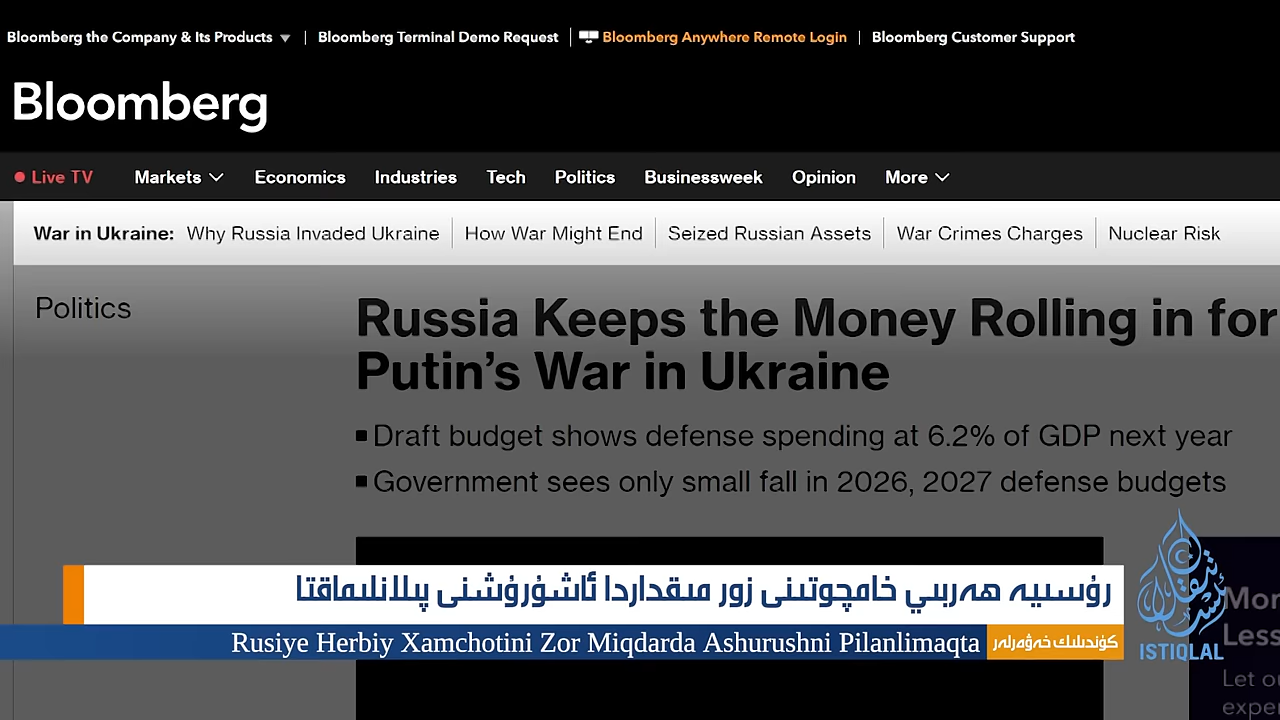 Bloomberg the Company & Its Products
Bloomberg Terminal Demo Request
Bloomberg Anywhere Remote Login
Bloomberg Customer Support
Bloomberg
Live TV
Markets
Economics
Industries
Tech
Politics
Businessweek
Opinion
More
War in Ukraine:
Why Russia Invaded Ukraine
How War Might End
Seized Russian Assets
War Crimes Charges
Nuclear Risk
Politics
Russia Keeps the Money Rolling in for
Putin’s War in Ukraine
Draft budget shows defense spending at 6.2% of GDP next year
Government sees only small fall in 2026, 2027 defense budgets
رۇسىيە ھەربىي خامچوتىنى زور مىقداردا ئاشۇرۇشنى پىلانلىماقتا
Rusiye Herbiy Xamchotini Zor Miqdarda Ashurushni Pilanlimaqta
كۈندىلىك خەۋەرلەر
ISTIQLAL
Less
Let